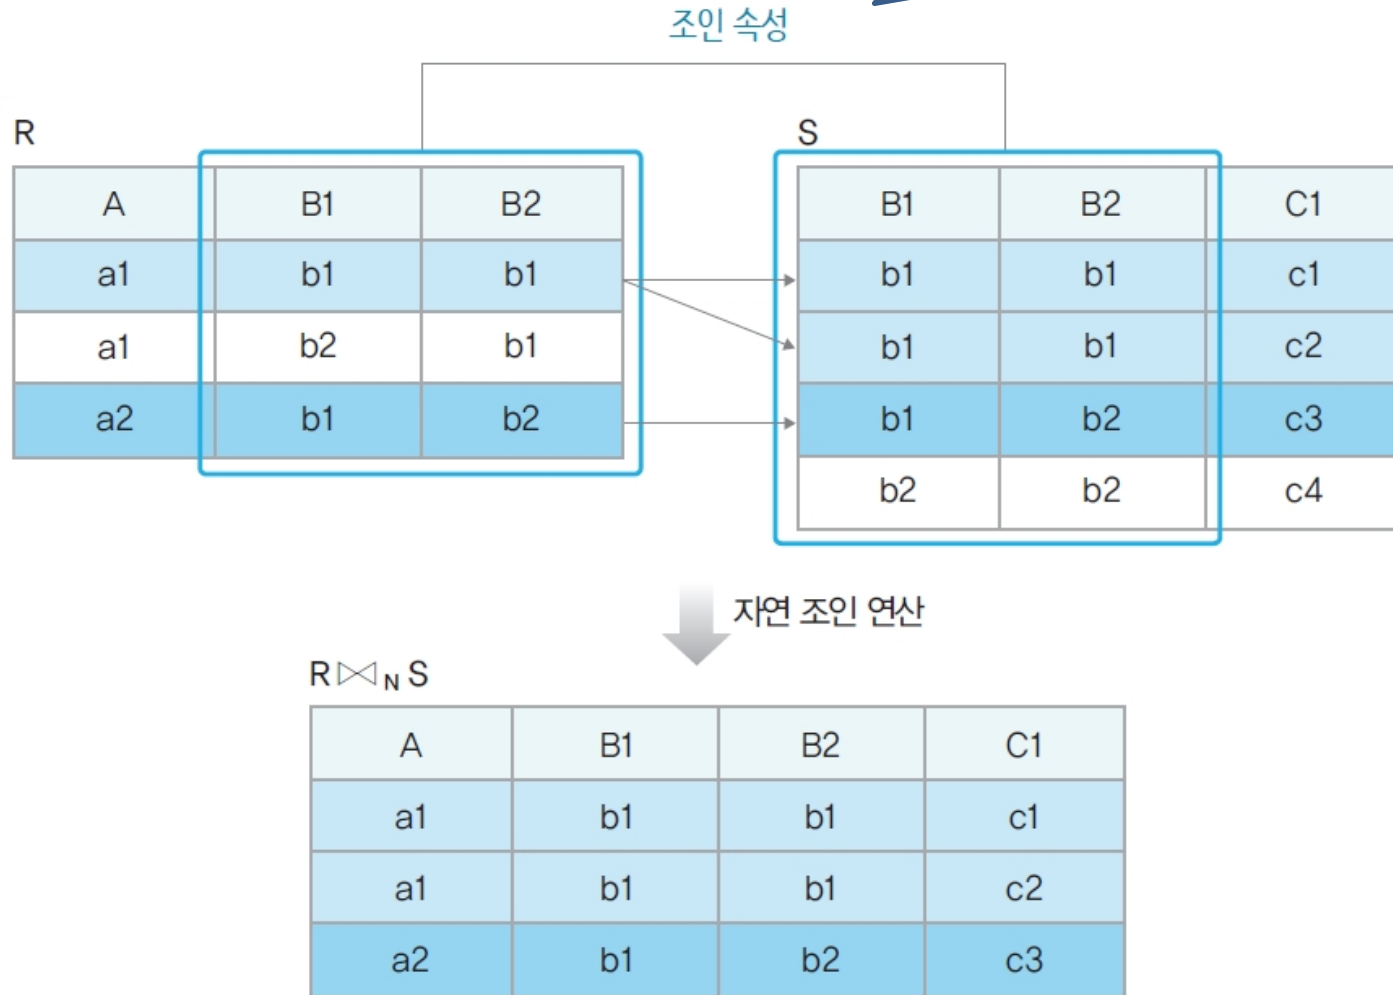 조인 속성
R
A B1 B2
a1 b1 b1
a1 b2 b1
a2 b1 b2
S
B1 B2 C1
b1 b1 c1
b1 b1 c2
b1 b2 c3
b2 b2 c4
자연 조인 연산
R⋈N S
A B1 B2 C1
a1 b1 b1 c1
a1 b1 b1 c2
a2 b1 b2 c3